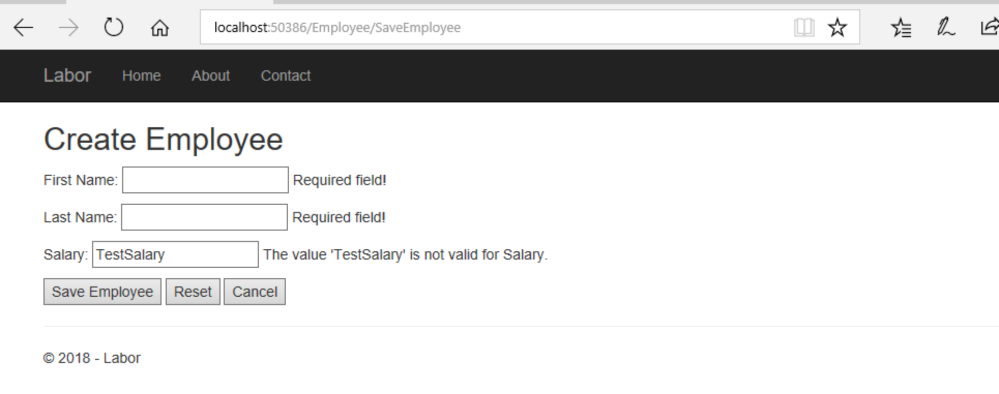 localhost:50386/Employee/SaveEmployee
Labor Home About Contact
Create Employee
First Name: Required field!
Last Name: Required field!
Salary: TestSalary The value 'TestSalary' is not valid for Salary.
Save Employee Reset Cancel
© 2018 - Labor